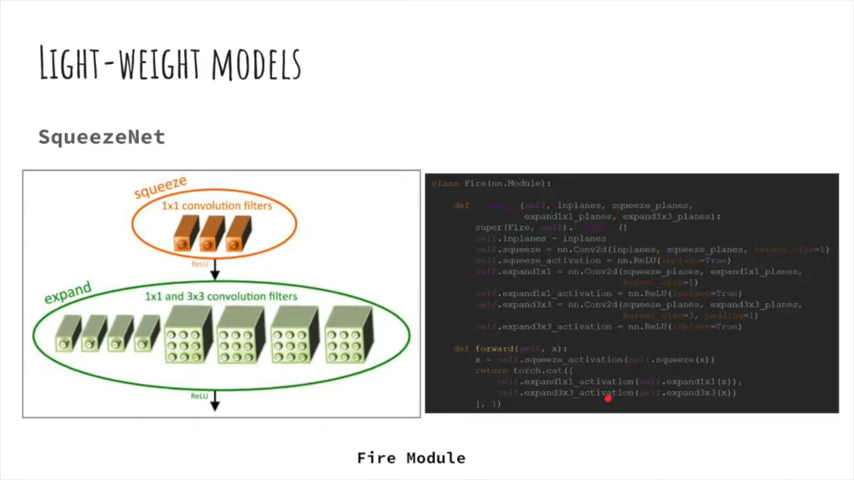 LIGHT-WEIGHT MODELS
SqueezeNet
squeeze
1x1 convolution filters
ReLU
expand
1x1 and 3x3 convolution filters
ReLU
class Fire(nn.Module):
def (self, inplanes, squeeze_planes,
expand1x1_planes, expand3x3_planes):
super(Fire, self). ()
self.inplanes = inplanes
self.squeeze = nn.Conv2d(inplanes, squeeze_planes, kernel_size=1)
self.squeeze_activation = nn.ReLU(inplace=True)
self.expand1x1 = nn.Conv2d(squeeze_planes, expand1x1_planes,
kernel_size=1)
self.expand1x1_activation = nn.ReLU(inplace=True)
self.expand3x3 = nn.Conv2d(squeeze_planes, expand3x3_planes,
kernel_size=3, padding=1)
self.expand3x3_activation = nn.ReLU(inplace=True)
def forward(self, x):
x = self.squeeze_activation(self.squeeze(x))
return torch.cat([
self.expand1x1_activation(self.expand1x1(x)),
self.expand3x3_activation(self.expand3x3(x))
], 1)
Fire Module